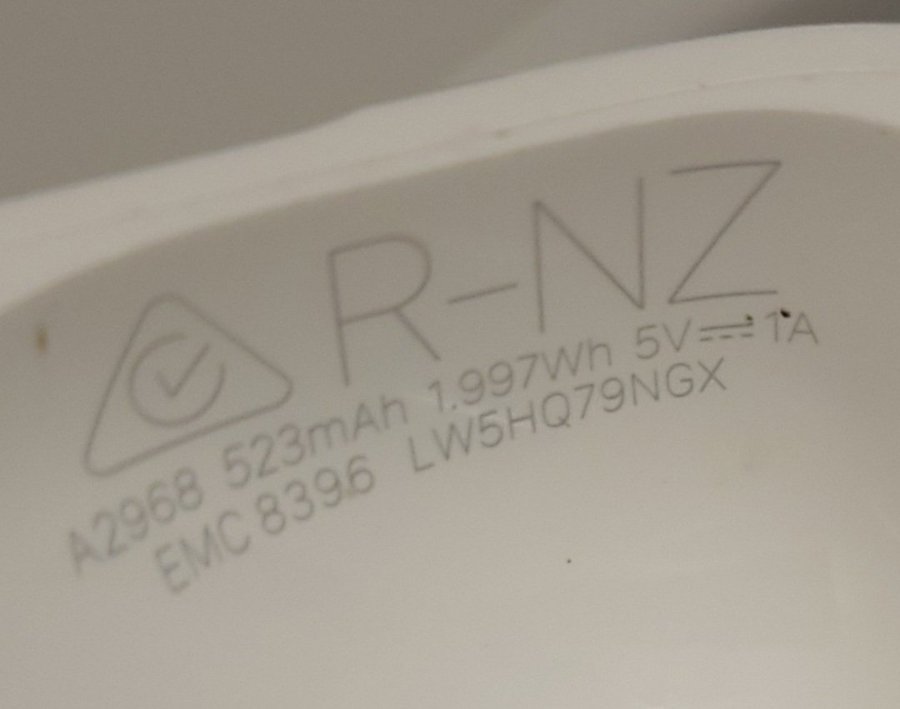 R-NZ
A2968 523mAh 1.997Wh 5V⎓1A
EMC 8396 LW5HQ79NGX